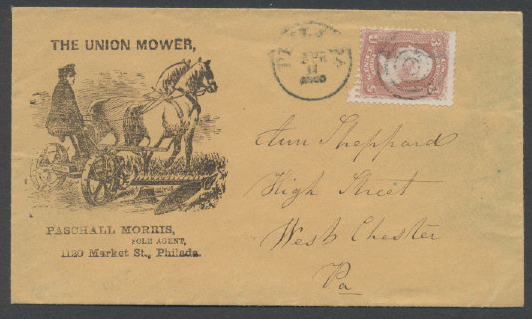 THE UNION MOWER,
PASCHALL MORRIS,
SOLE AGENT,
1120 Market St., Philada.
Ann Sheppard
High Street
West Chester
Pa